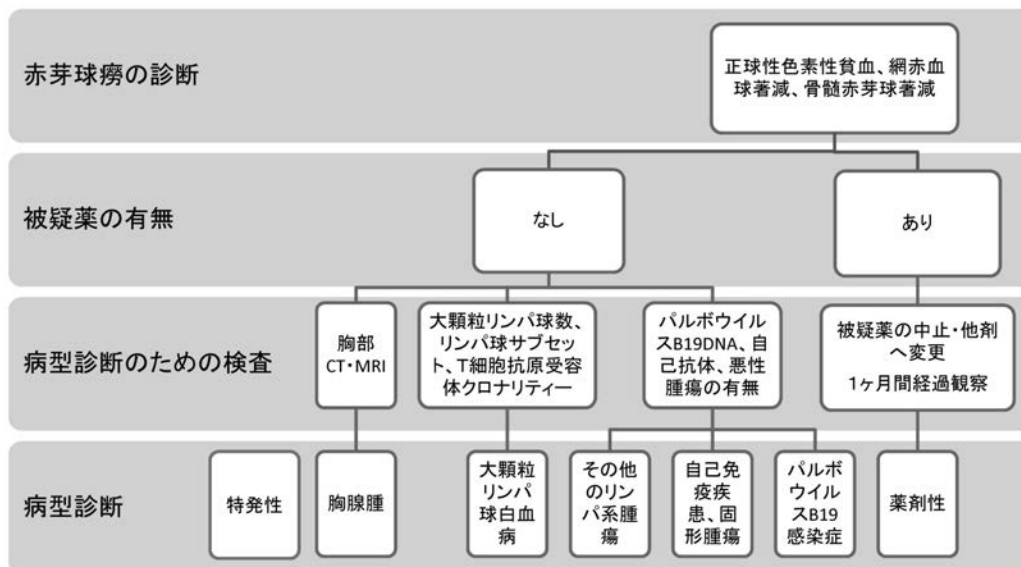 赤芽球癆の診断
正球性色素性貧血、網赤血
球著減、骨髄赤芽球著減
被疑薬の有無
なし
あり
病型診断のための検査
胸部
CT・MRI
大顆粒リンパ球数、
リンパ球サブセッ
ト、T細胞抗原受容
体クロナリティー
パルボウイル
スB19DNA、自
己抗体、悪性
腫瘍の有無
被疑薬の中止・他剤
へ変更
1ヶ月間経過観察
病型診断
特発性
胸腺腫
大顆粒
リンパ
球白血
病
その他
のリン
パ系腫
瘍
自己免
疫疾
患、固
形腫瘍
パルボ
ウイル
スB19
感染症
薬剤性